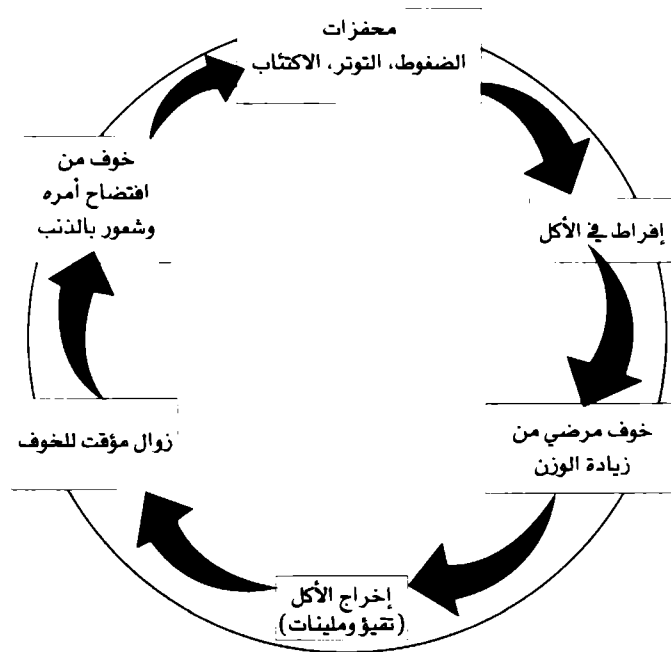 محفزات
الضغوط، التوتر، الاكتئاب
إفراط في الأكل
خوف مرضي من
زيادة الوزن
إخراج الأكل
(تقيؤ وملينات)
زوال مؤقت للخوف
خوف من
افتضاح أمره
وشعور بالذنب